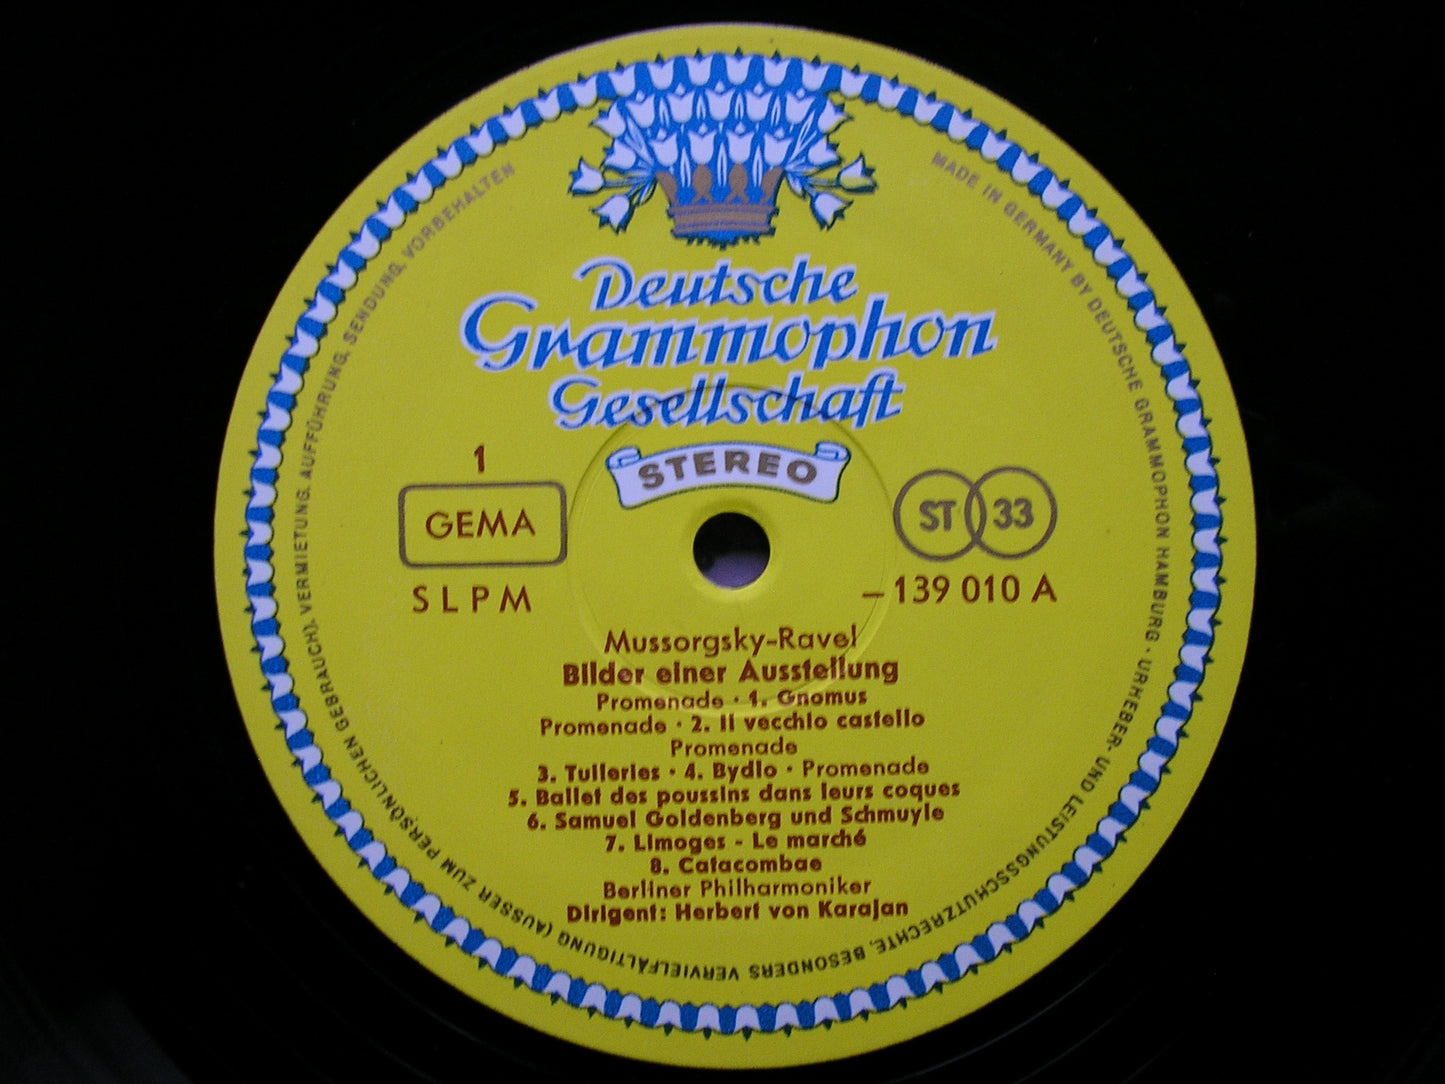 Deutsche
Grammophon
Gesellschaft
STEREO
1
GEMA
SLPM
ST 33
– 139 010 A
Mussorgsky-Ravel
Bilder einer Ausstellung
Promenade · 1. Gnomus
Promenade · 2. Il vecchio castello
Promenade
3. Tuileries · 4. Bydlo · Promenade
5. Ballet des poussins dans leurs coques
6. Samuel Goldenberg und Schmuyle
7. Limoges - Le marché
8. Catacombae
Berliner Philharmoniker
Dirigent: Herbert von Karajan
MADE IN GERMANY BY DEUTSCHE GRAMMOPHON HAMBURG · URHEBER- UND LEISTUNGSSCHUTZRECHTE, BESONDERS VERVIELFÄLTIGUNG (AUSSER ZUM PERSÖNLICHEN GEBRAUCH), VERMIETUNG, AUFFÜHRUNG, SENDUNG, VORBEHALTEN